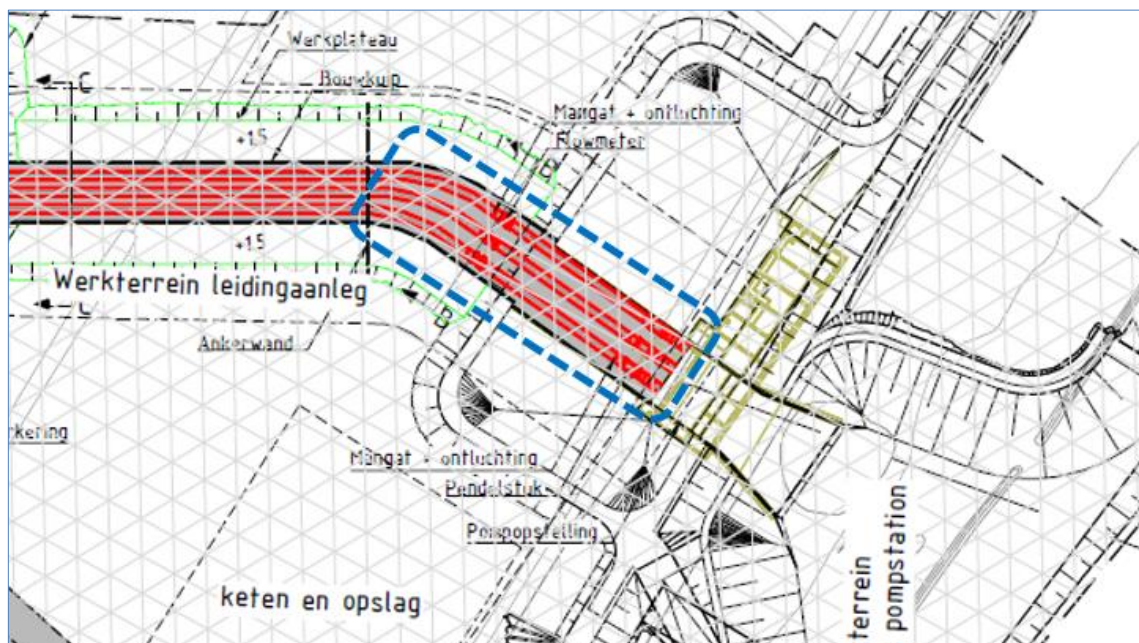 Werkplateau
Bouwkuip
C
Mangat + ontluchting
Flowmeter
+1.5
B
+1.5
Werkterrein leidingaanleg
C
B
Ankerwand
kering
Mangat + ontluchting
Pendelstuk
Pompopstelling
keten en opslag
terrein
pompstation